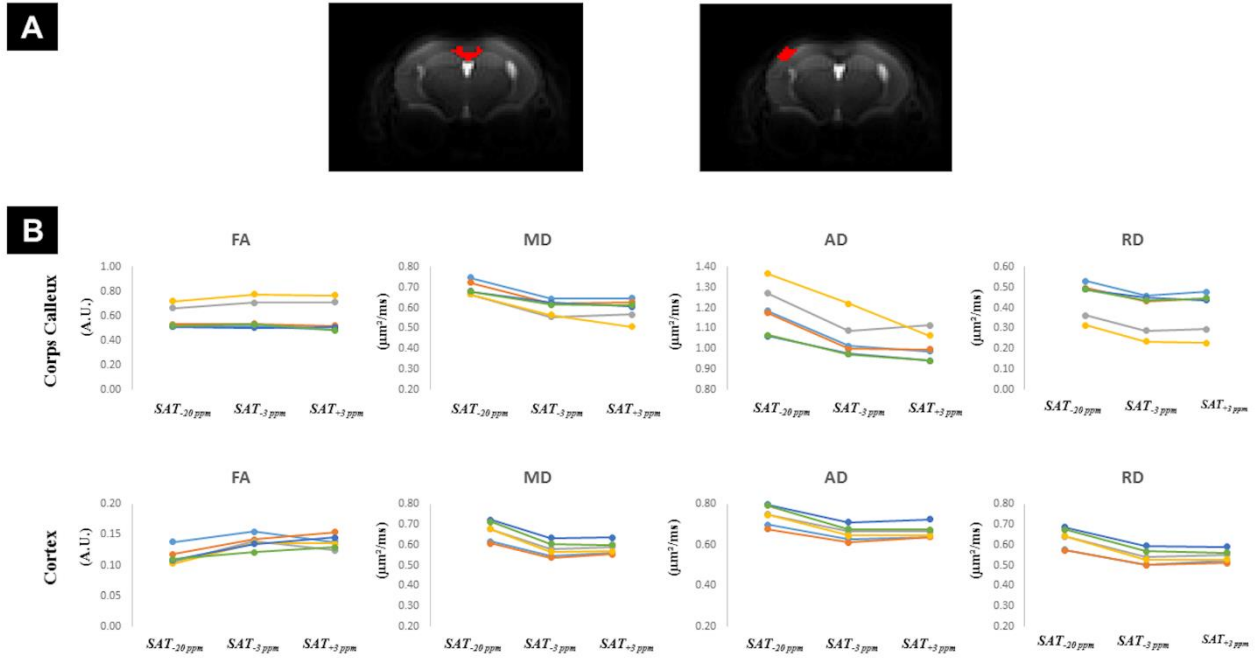 A
B
FA
MD
AD
RD
Corps Calleux
(A.U.)
1.00
0.80
0.60
0.40
0.20
0.00
SAT-20 ppm SAT-3 ppm SAT+3 ppm
(µm²/ms)
0.80
0.70
0.60
0.50
0.40
0.30
0.20
SAT-20 ppm SAT-3 ppm SAT+3 ppm
(µm²/ms)
1.40
1.30
1.20
1.10
1.00
0.90
0.80
SAT-20 ppm SAT-3 ppm SAT+3 ppm
(µm²/ms)
0.60
0.50
0.40
0.30
0.20
0.10
0.00
SAT-20 ppm SAT-3 ppm SAT+3 ppm
FA
MD
AD
RD
Cortex
(A.U.)
0.20
0.15
0.10
0.05
0.00
SAT-20 ppm SAT-3 ppm SAT+3 ppm
(µm²/ms)
0.80
0.70
0.60
0.50
0.40
0.30
0.20
SAT-20 ppm SAT-3 ppm SAT+3 ppm
(µm²/ms)
0.80
0.60
0.40
0.20
SAT-20 ppm SAT-3 ppm SAT+3 ppm
(µm²/ms)
0.80
0.70
0.60
0.50
0.40
0.30
0.20
SAT-20 ppm SAT-3 ppm SAT+3 ppm